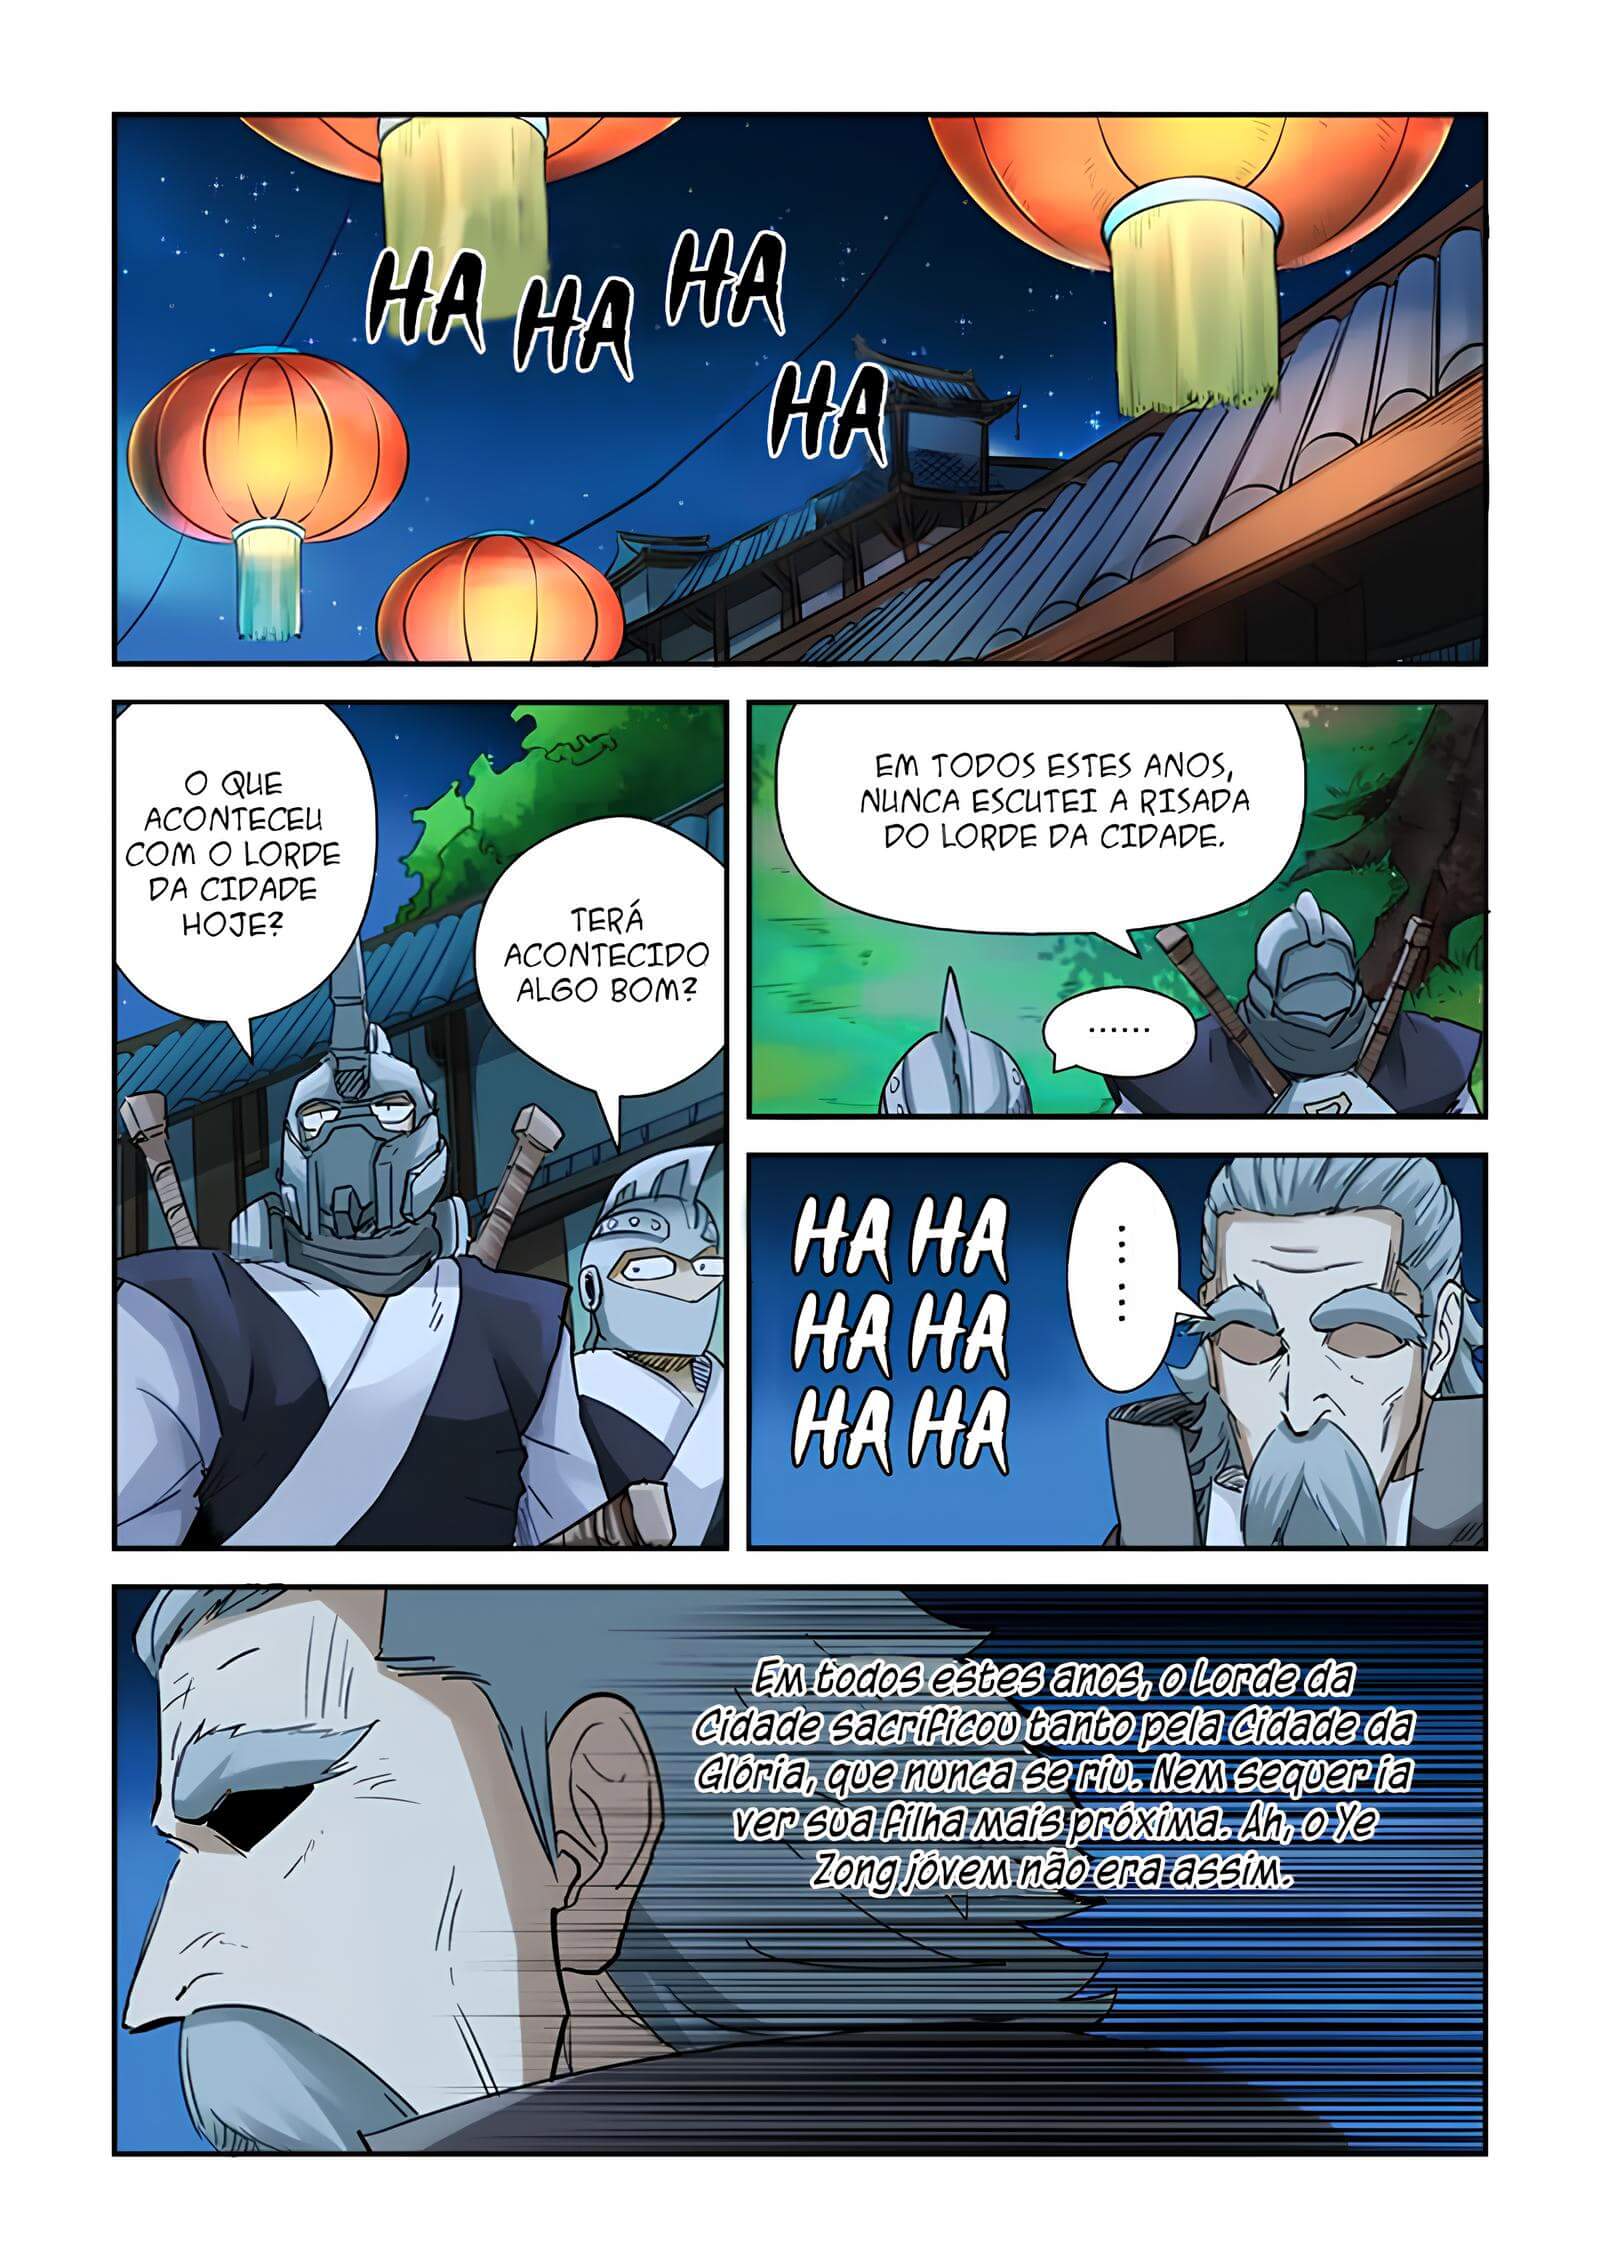 HA HA HA
HA
O QUE
ACONTECEU
COM O LORDE
DA CIDADE
HOJE?
TERÁ
ACONTECIDO
ALGO BOM?
EM TODOS ESTES ANOS,
NUNCA ESCUTEI A RISADA
DO LORDE DA CIDADE.
......
HA HA
HA HA
HA HA
......
Em todos estes anos, o Lorde da
Cidade sacrificou tanto pela Cidade da
Glória, que nunca se riu. Nem sequer ia
ver sua filha mais próxima. Ah, o Ye
Zong jóvem não era assim.